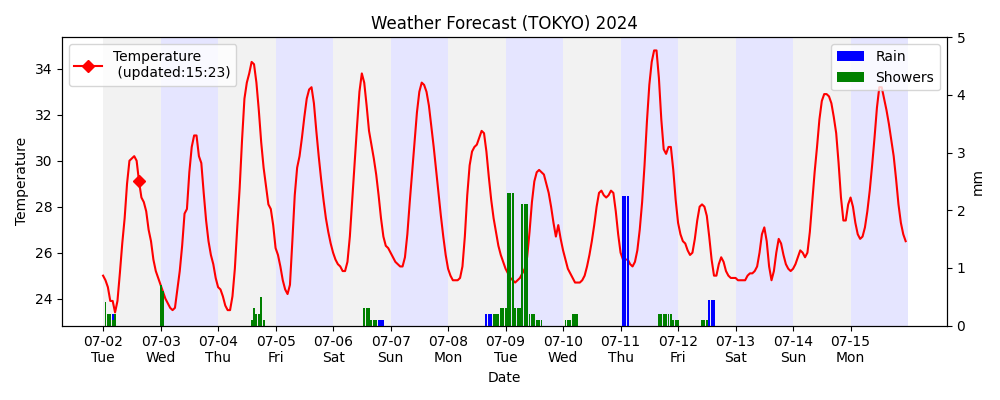 Weather Forecast (TOKYO) 2024
Temperature
(updated:15:23)
Rain
Showers
Temperature
34
32
30
28
26
24
5
4
3
2
1
0
mm
07-02 07-03 07-04 07-05 07-06 07-07 07-08 07-09 07-10 07-11 07-12 07-13 07-14 07-15
Tue Wed Thu Fri Sat Sun Mon Tue Wed Thu Fri Sat Sun Mon
Date